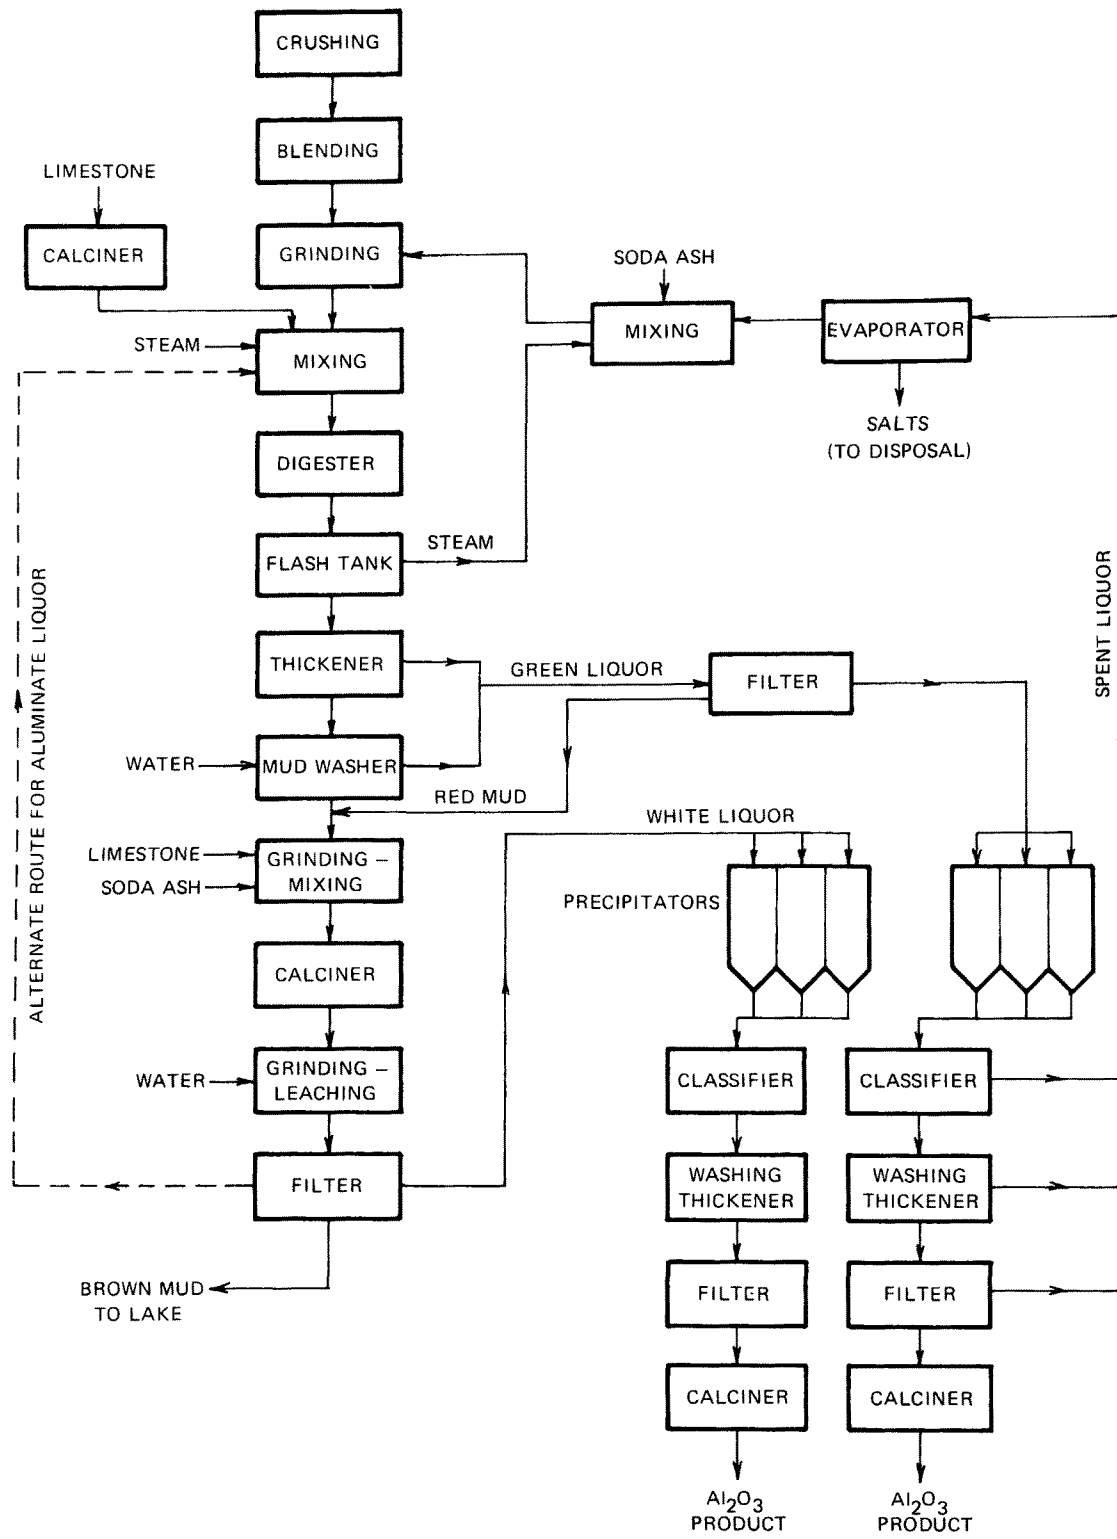 CRUSHING
BLENDING
LIMESTONE
CALCINER
GRINDING
SODA ASH
MIXING
EVAPORATOR
STEAM
MIXING
SALTS
(TO DISPOSAL)
DIGESTER
STEAM
FLASH TANK
ALTERNATE ROUTE FOR ALUMINATE LIQUOR
SPENT LIQUOR
THICKENER
GREEN LIQUOR
FILTER
WATER
MUD WASHER
RED MUD
WHITE LIQUOR
LIMESTONE
SODA ASH
GRINDING –
MIXING
PRECIPITATORS
CALCINER
WATER
GRINDING –
LEACHING
CLASSIFIER
CLASSIFIER
FILTER
WASHING
THICKENER
WASHING
THICKENER
BROWN MUD
TO LAKE
FILTER
FILTER
CALCINER
CALCINER
Al2O3
PRODUCT
Al2O3
PRODUCT